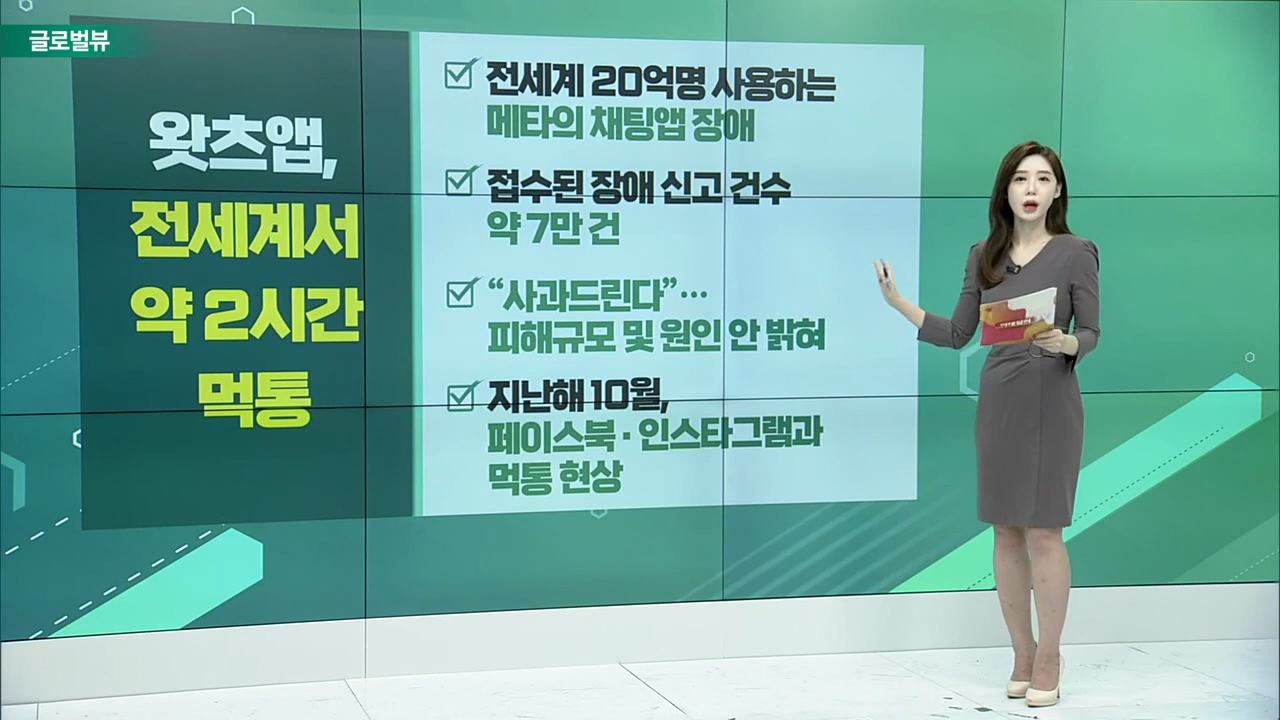 글로벌뷰
왓츠앱,
전세계서
약 2시간
먹통
전세계 20억명 사용하는
메타의 채팅앱 장애
접수된 장애 신고 건수
약 7만 건
“사과드린다”…
피해규모 및 원인 안 밝혀
지난해 10월,
페이스북·인스타그램과
먹통 현상